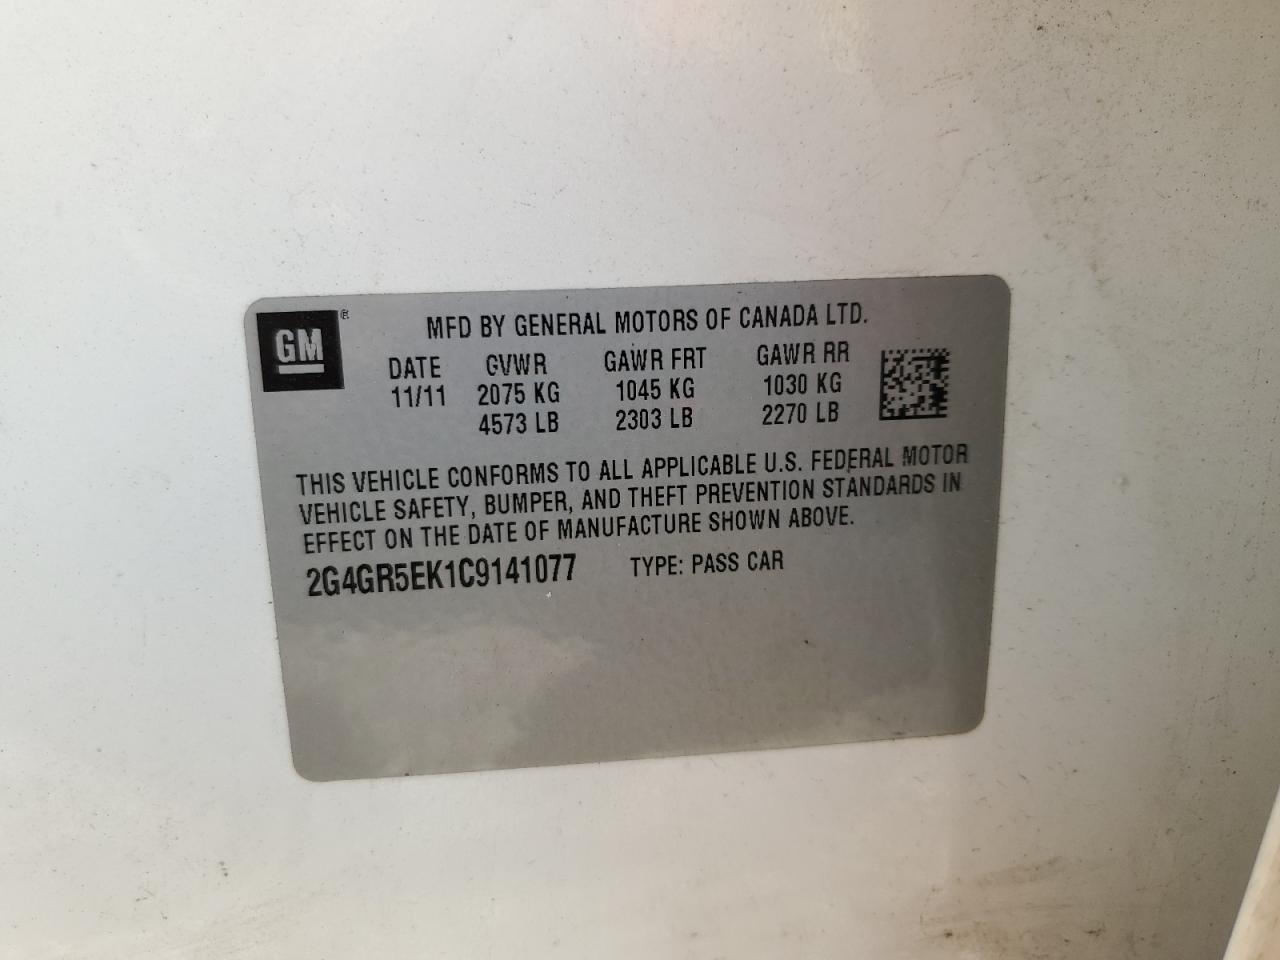 GM®
MFD BY GENERAL MOTORS OF CANADA LTD.
DATE GVWR GAWR FRT GAWR RR
11/11 2075 KG 1045 KG 1030 KG
4573 LB 2303 LB 2270 LB
THIS VEHICLE CONFORMS TO ALL APPLICABLE U.S. FEDERAL MOTOR
VEHICLE SAFETY, BUMPER, AND THEFT PREVENTION STANDARDS IN
EFFECT ON THE DATE OF MANUFACTURE SHOWN ABOVE.
2G4GR5EK1C9141077 TYPE: PASS CAR